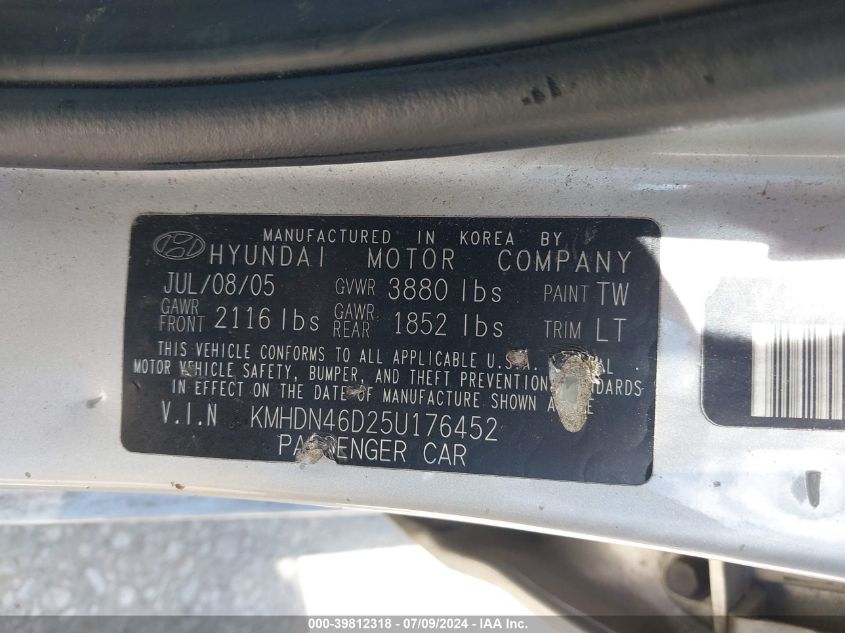 MANUFACTURED IN KOREA BY
HYUNDAI MOTOR COMPANY
JUL/08/05 GVWR 3880 lbs PAINT TW
GAWR FRONT 2116 lbs GAWR REAR 1852 lbs TRIM LT
THIS VEHICLE CONFORMS TO ALL APPLICABLE
MOTOR VEHICLE SAFETY, BUMPER, AND THEFT PREVENTION
IN EFFECT ON THE DATE OF MANUFACTURE SHOWN
V.I.N KMHDN46D25U176452
CAR
000-39812318 - 07/09/2024 - IAA Inc.